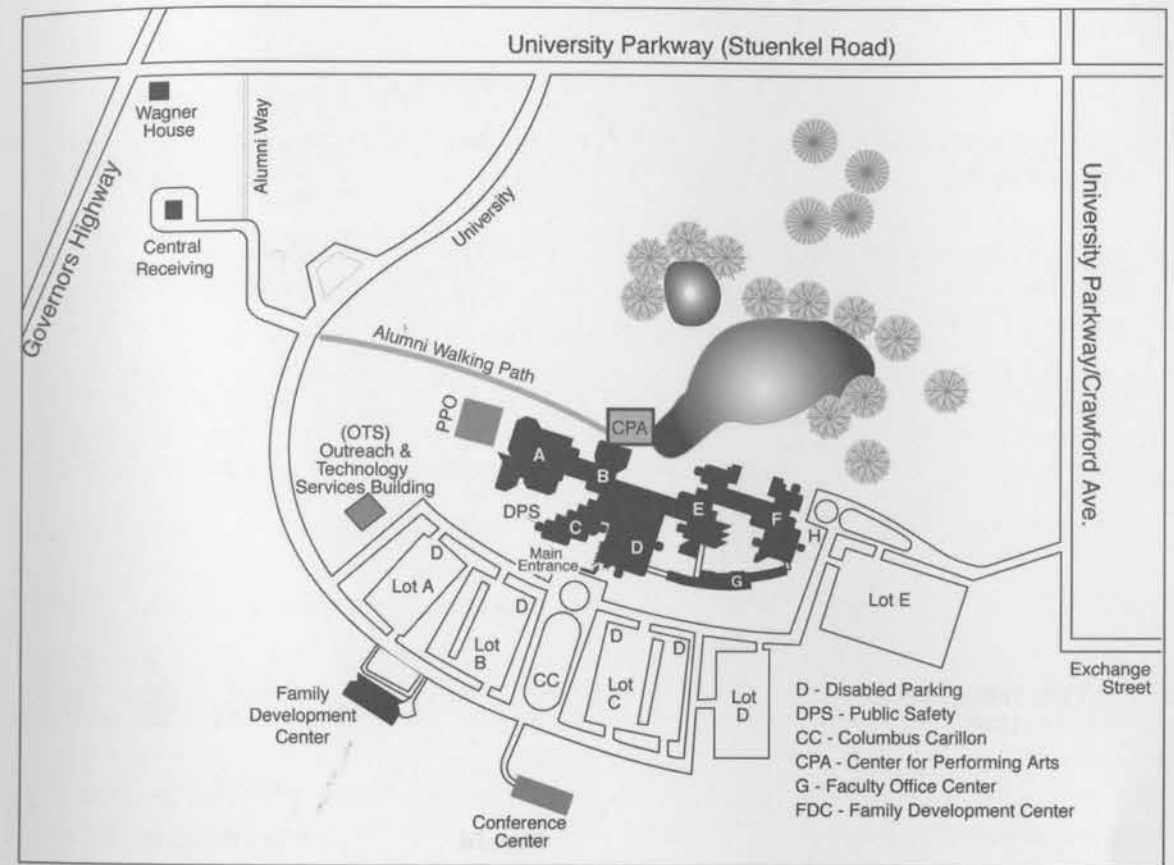 University Parkway (Stuenkel Road)
Wagner
House
Alumni Way
Governors Highway
University
Central
Receiving
University Parkway/Crawford Ave.
Alumni Walking Path
PPO
CPA
(OTS)
Outreach &
Technology
Services Building
A
B
DPS
C
E
F
D
H
Main
Entrance
G
D
Lot A
D
Lot
B
CC
D
D
Lot
C
Lot
D
Lot E
Exchange
Street
Family
Development
Center
Conference
Center
D - Disabled Parking
DPS - Public Safety
CC - Columbus Carillon
CPA - Center for Performing Arts
G - Faculty Office Center
FDC - Family Development Center